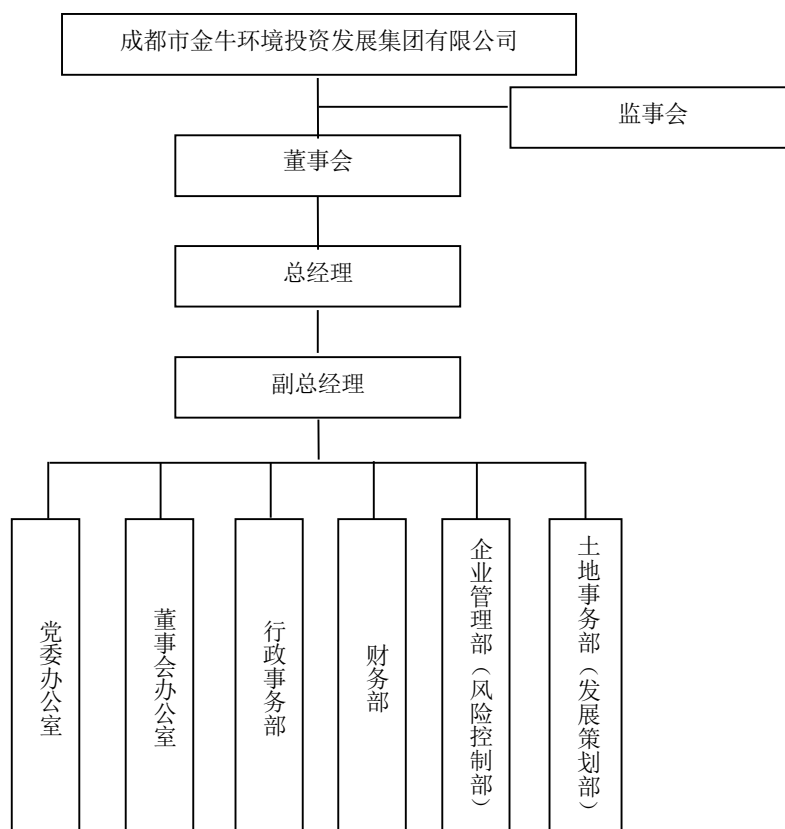 成都市金牛环境投资发展集团有限公司
监事会
董事会
总经理
副总经理
党委办公室
董事会办公室
行政事务部
财务部
企业管理部（风险控制部）
土地事务部（发展策划部）